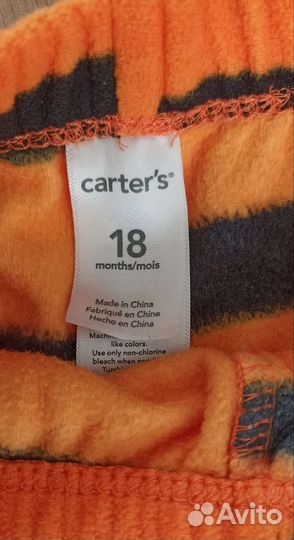 carter's®
18
months/mois
Made in China
Fabriqué en Chine
Hecho en China
like colors.
Use only non-chlorine
bleach when
Avito